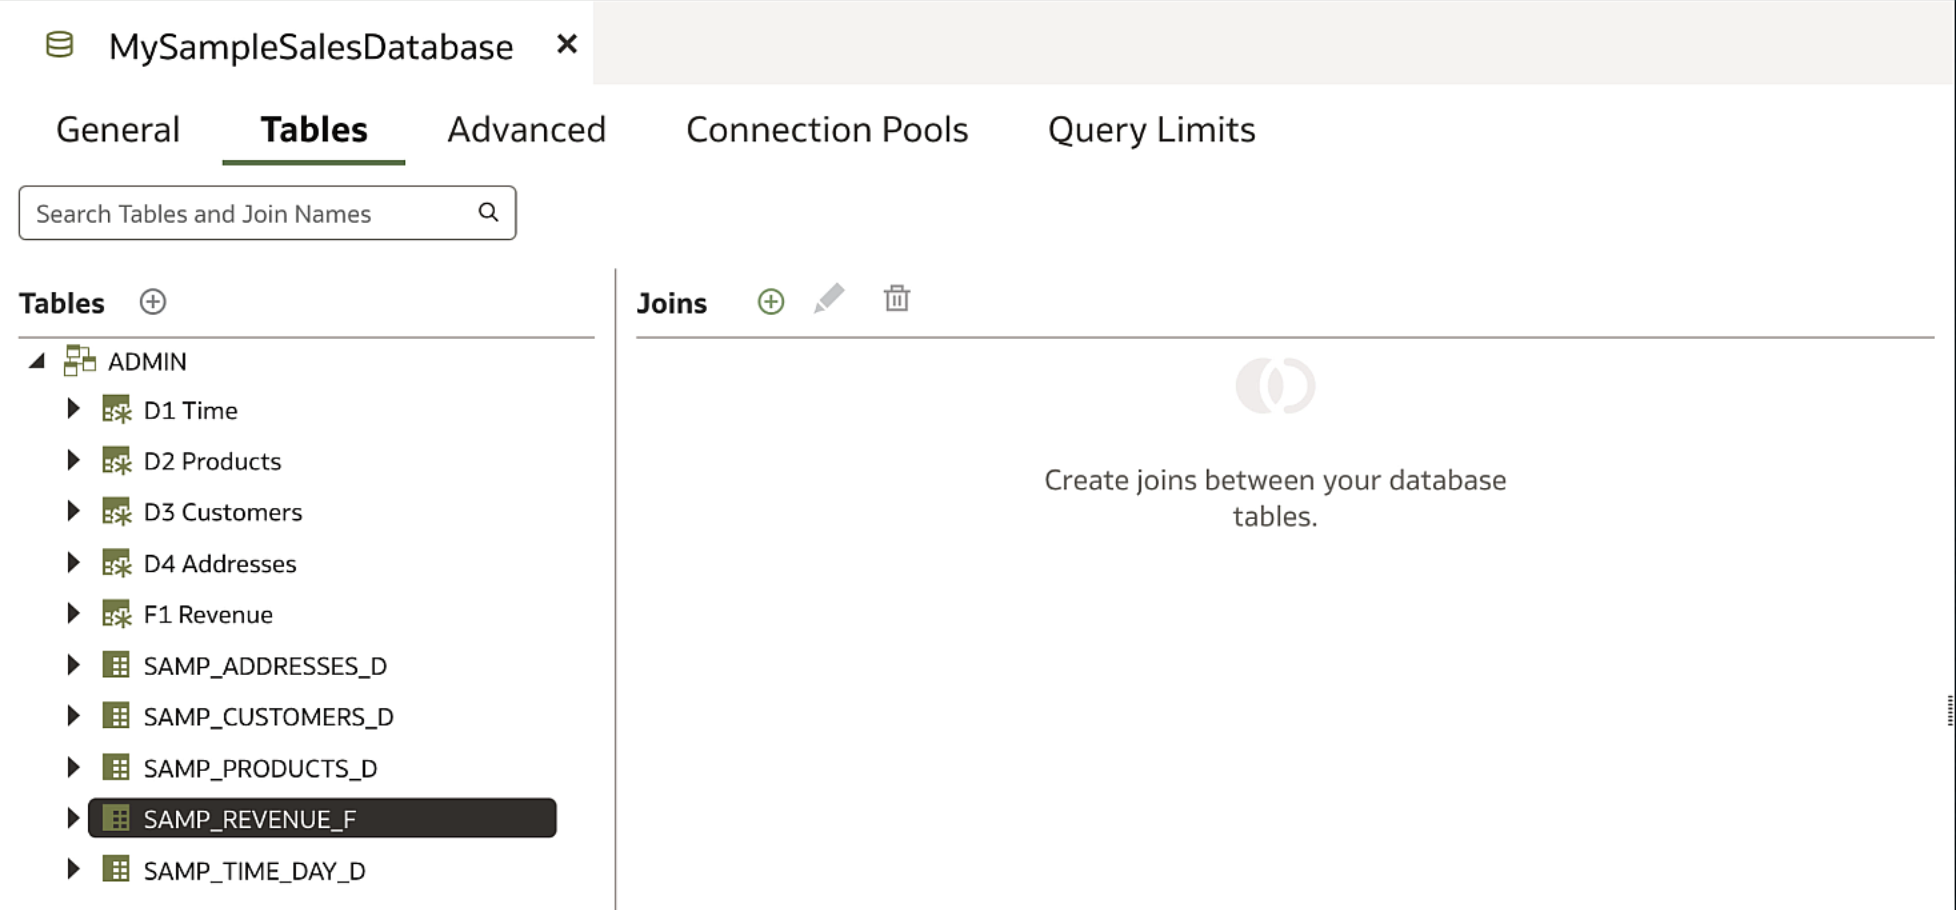 MySampleSalesDatabase
General Tables Advanced Connection Pools Query Limits
Search Tables and Join Names
Tables
ADMIN
D1 Time
D2 Products
D3 Customers
D4 Addresses
F1 Revenue
SAMP_ADDRESSES_D
SAMP_CUSTOMERS_D
SAMP_PRODUCTS_D
SAMP_REVENUE_F
SAMP_TIME_DAY_D
Joins
Create joins between your database
tables.